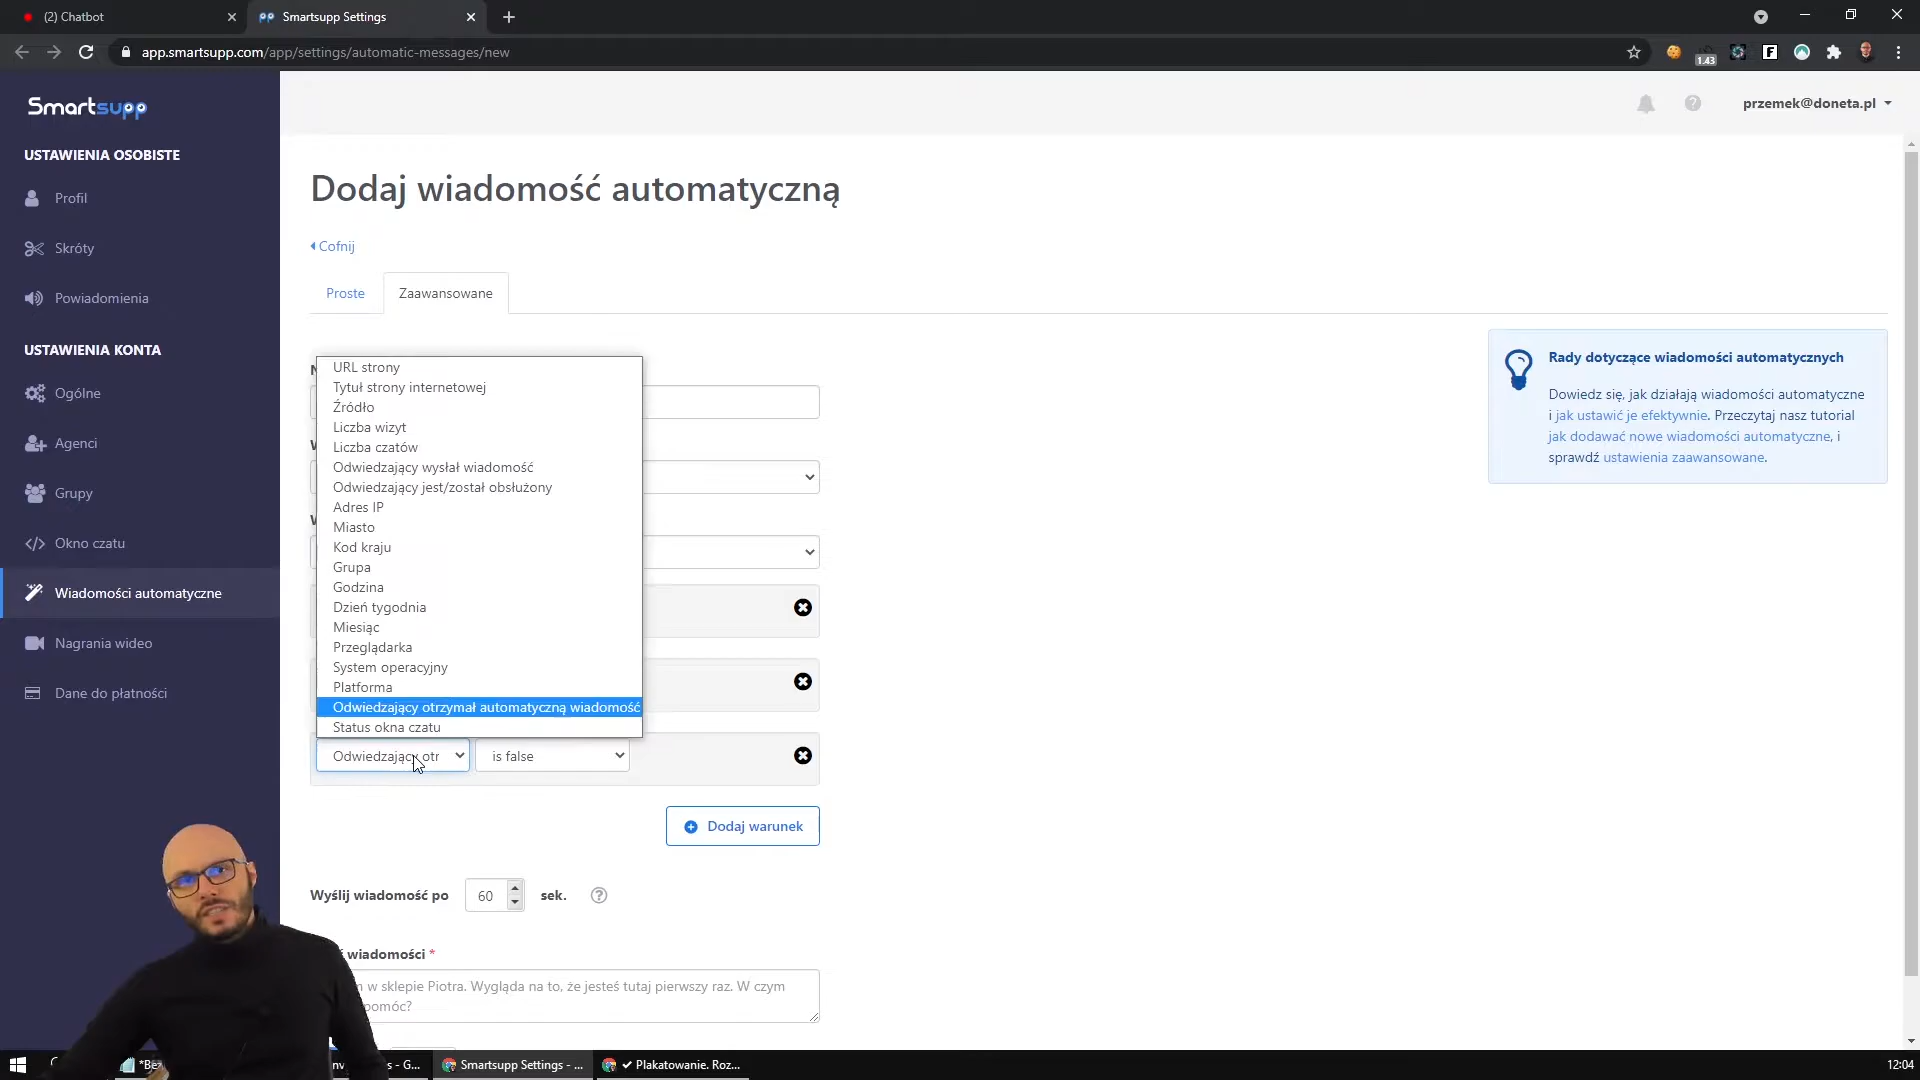 (2) Chatbot
Smartsupp Settings
app.smartsupp.com/app/settings/automatic-messages/new
1.43
Smartsupp
przemek@doneta.pl
USTAWIENIA OSOBISTE
Profil
Skróty
Powiadomienia
USTAWIENIA KONTA
Ogólne
Agenci
Grupy
Okno czatu
Wiadomości automatyczne
Nagrania wideo
Dane do płatności
Dodaj wiadomość automatyczną
Cofnij
Proste
Zaawansowane
URL strony
Tytuł strony internetowej
Źródło
Liczba wizyt
Liczba czatów
Odwiedzający wysłał wiadomość
Odwiedzający jest/został obsłużony
Adres IP
Miasto
Kod kraju
Grupa
Godzina
Dzień tygodnia
Miesiąc
Przeglądarka
System operacyjny
Platforma
Odwiedzający otrzymał automatyczną wiadomość
Status okna czatu
Odwiedzający otr
is false
Dodaj warunek
Wyślij wiadomość po 60 sek.
wiadomości *
w sklepie Piotra. Wygląda na to, że jesteś tutaj pierwszy raz. W czym
pomóc?
Rady dotyczące wiadomości automatycznych
Dowiedz się, jak działają wiadomości automatyczne
i jak ustawić je efektywnie. Przeczytaj nasz tutorial
jak dodawać nowe wiadomości automatyczne, i
sprawdź ustawienia zaawansowane.
Smartsupp Settings - ...
✔ Plakatowanie. Roz...
12:04